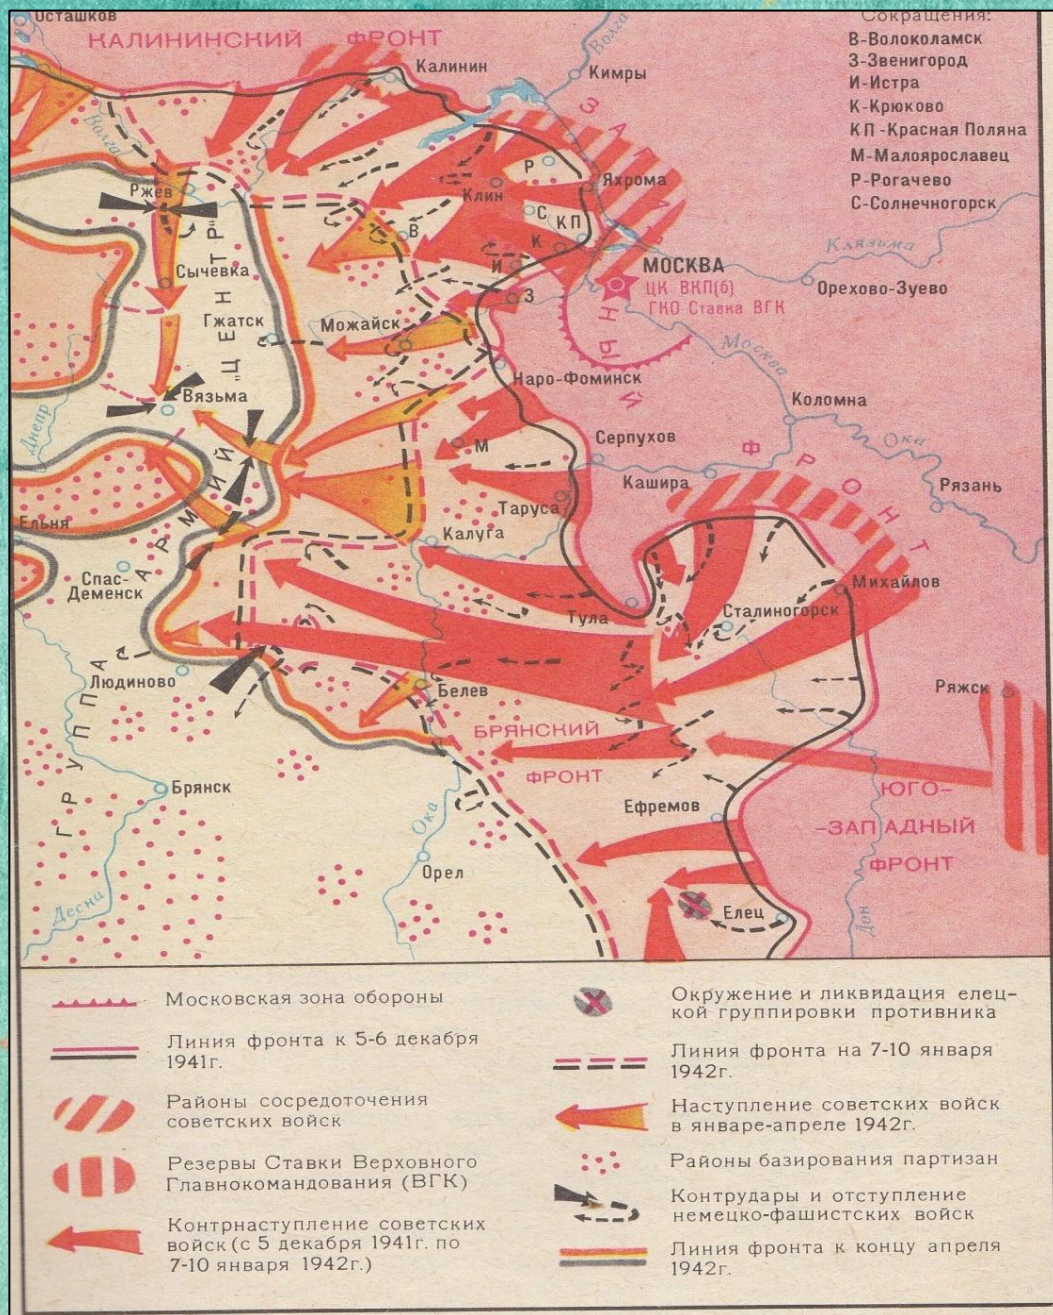 Осташков
КАЛИНИНСКИЙ ФРОНТ
Волга
Калинин
Кимры
Сокращения:
В-Волоколамск
З-Звенигород
И-Истра
К-Крюково
КП-Красная Поляна
М-Малоярославец
Р-Рогачево
С-Солнечногорск
ЗАПАДНЫЙ ФРОНТ
Волга
Р
Ржев
Клин
Яхрома
С
КП
В
К
И
З
Клязьма
МОСКВА
ЦК ВКП(б)
ГКО Ставка ВГК
Орехово-Зуево
Сычевка
Гжатск
Можайск
Москва
Наро-Фоминск
Вязьма
Коломна
Днепр
М
Серпухов
Ока
Кашира
Рязань
Таруса
Ельня
Калуга
Спас-
Деменск
Михайлов
Тула
Сталиногорск
ГРУППА АРМИЙ "ЦЕНТР"
Людиново
Белев
Ряжск
БРЯНСКИЙ
ФРОНТ
Брянск
Ефремов
ЮГО-
-ЗАПАДНЫЙ
ФРОНТ
Ока
Орел
Десна
Елец
Дон
Московская зона обороны
Линия фронта к 5-6 декабря
1941г.
Районы сосредоточения
советских войск
Резервы Ставки Верховного
Главнокомандования (ВГК)
Контрнаступление советских
войск (с 5 декабря 1941г. по
7-10 января 1942г.)
Окружение и ликвидация елец-
кой группировки противника
Линия фронта на 7-10 января
1942г.
Наступление советских войск
в январе-апреле 1942г.
Районы базирования партизан
Контрудары и отступление
немецко-фашистских войск
Линия фронта к концу апреля
1942г.